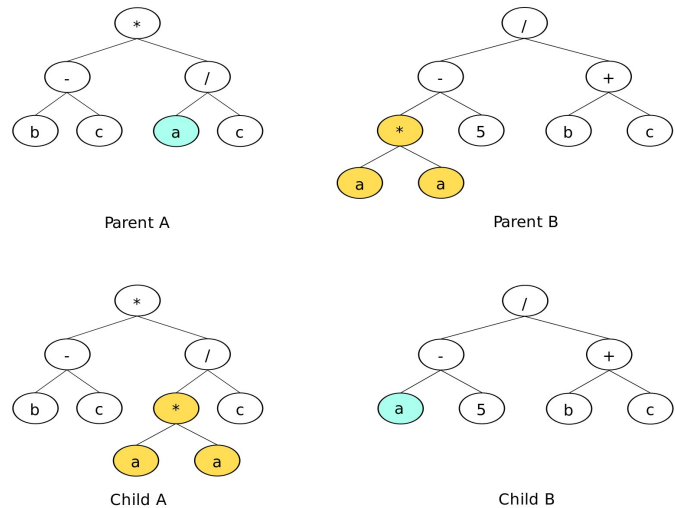 * /
- / - +
b c a c * 5 b c
a a
Parent A Parent B
* /
- / - +
b c * c a 5 b c
a a
Child A Child B